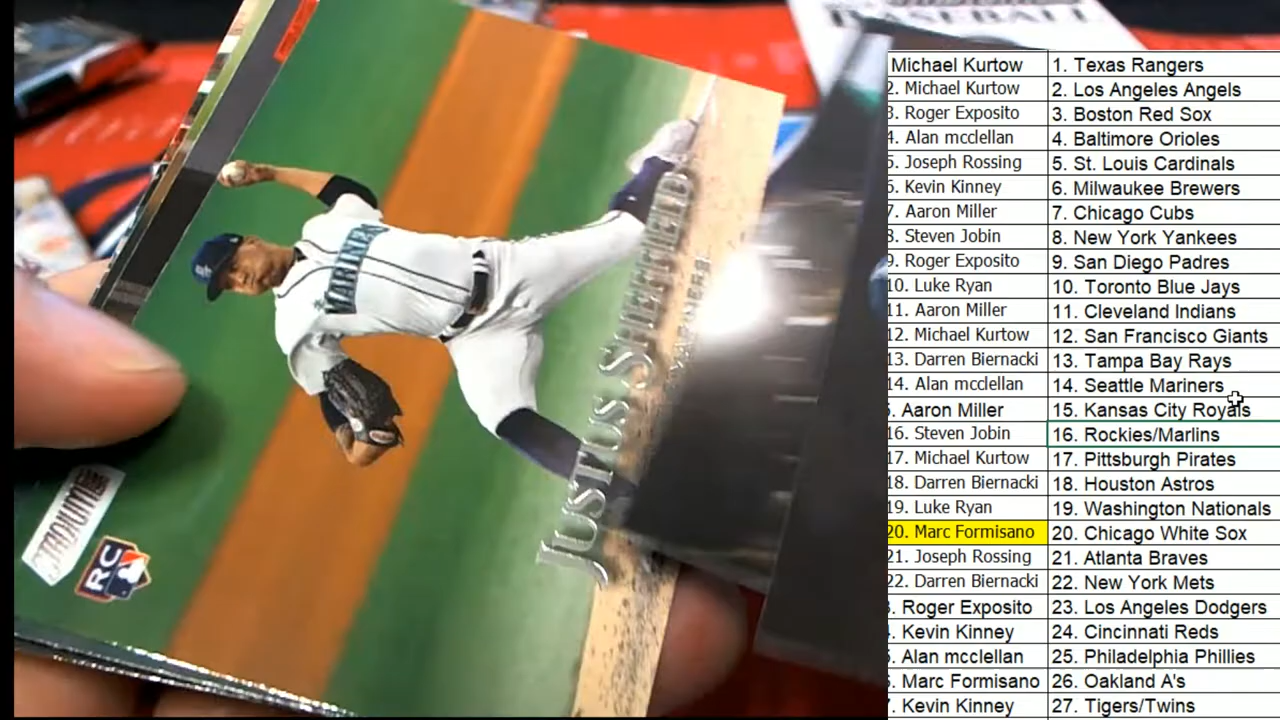 BASEBALL
MARINERS
JUSTUS SHEFFIELD
MARINERS
STADIUM CLUB
RC
Michael Kurtow 1. Texas Rangers
2. Michael Kurtow 2. Los Angeles Angels
3. Roger Exposito 3. Boston Red Sox
4. Alan mcclellan 4. Baltimore Orioles
5. Joseph Rossing 5. St. Louis Cardinals
6. Kevin Kinney 6. Milwaukee Brewers
7. Aaron Miller 7. Chicago Cubs
8. Steven Jobin 8. New York Yankees
9. Roger Exposito 9. San Diego Padres
10. Luke Ryan 10. Toronto Blue Jays
11. Aaron Miller 11. Cleveland Indians
12. Michael Kurtow 12. San Francisco Giants
13. Darren Biernacki 13. Tampa Bay Rays
14. Alan mcclellan 14. Seattle Mariners
5. Aaron Miller 15. Kansas City Royals
16. Steven Jobin 16. Rockies/Marlins
17. Michael Kurtow 17. Pittsburgh Pirates
18. Darren Biernacki 18. Houston Astros
19. Luke Ryan 19. Washington Nationals
20. Marc Formisano 20. Chicago White Sox
21. Joseph Rossing 21. Atlanta Braves
22. Darren Biernacki 22. New York Mets
. Roger Exposito 23. Los Angeles Dodgers
. Kevin Kinney 24. Cincinnati Reds
. Alan mcclellan 25. Philadelphia Phillies
. Marc Formisano 26. Oakland A's
. Kevin Kinney 27. Tigers/Twins